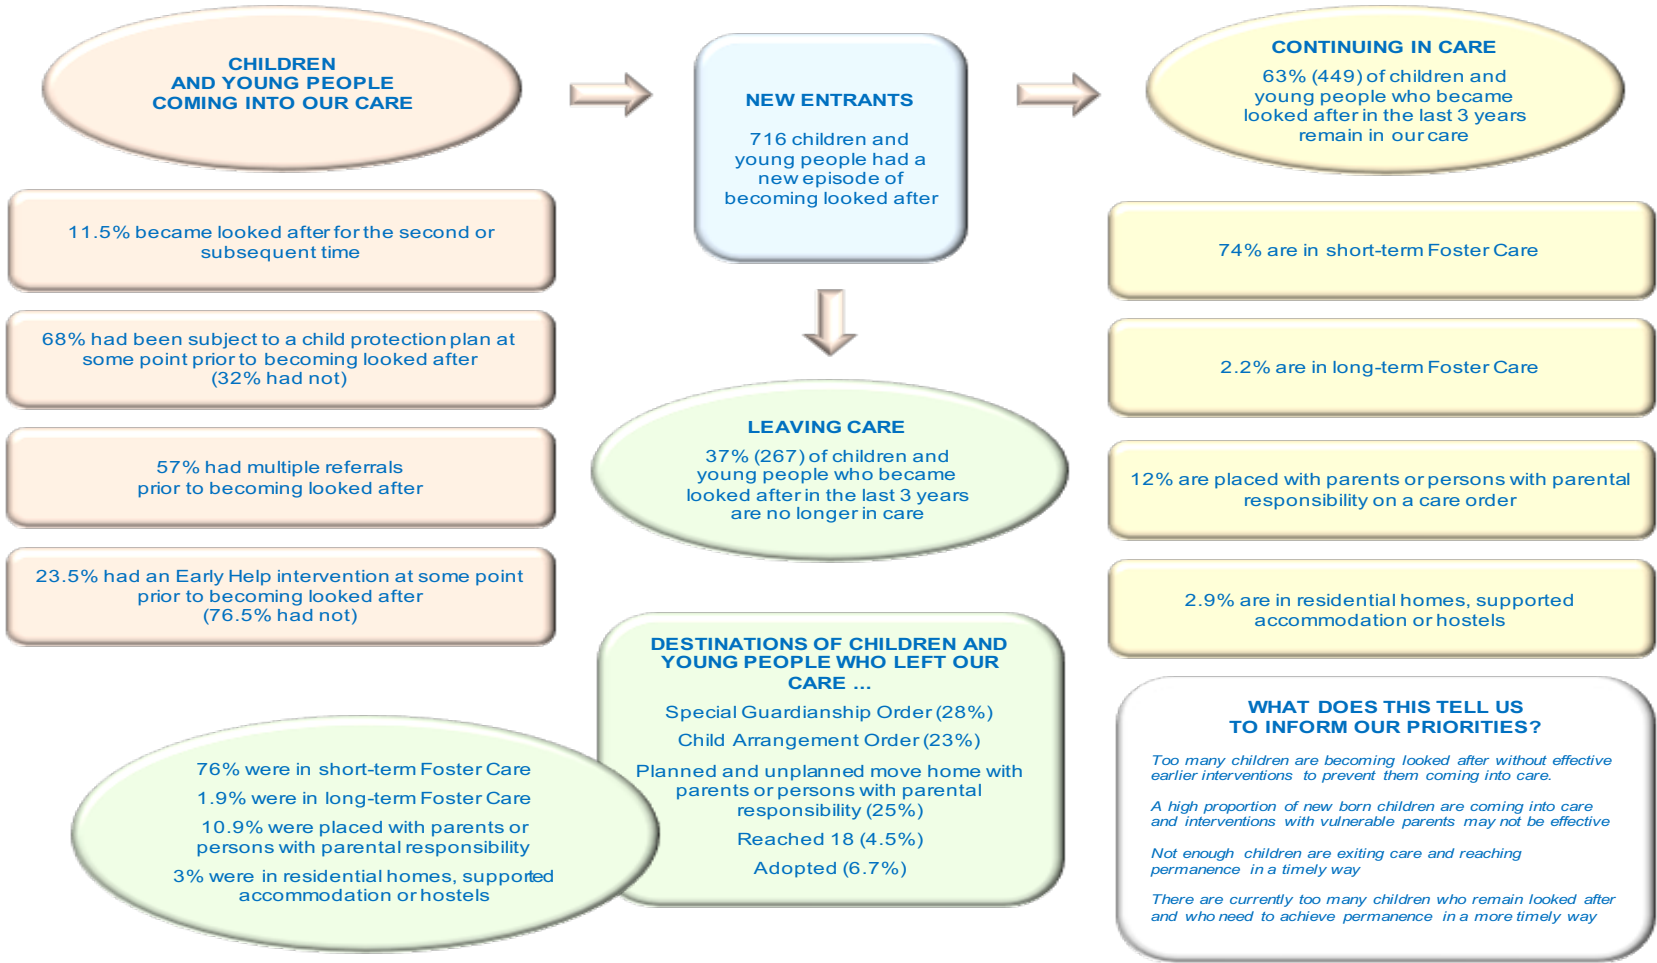 CHILDREN
AND YOUNG PEOPLE
COMING INTO OUR CARE
11.5% became looked after for the second or
subsequent time
68% had been subject to a child protection plan at
some point prior to becoming looked after
(32% had not)
57% had multiple referrals
prior to becoming looked after
23.5% had an Early Help intervention at some point
prior to becoming looked after
(76.5% had not)
NEW ENTRANTS
716 children and
young people had a
new episode of
becoming looked after
LEAVING CARE
37% (267) of children and
young people who became
looked after in the last 3 years
are no longer in care
DESTINATIONS OF CHILDREN AND
YOUNG PEOPLE WHO LEFT OUR
CARE ...
Special Guardianship Order (28%)
Child Arrangement Order (23%)
Planned and unplanned move home with
parents or persons with parental
responsibility (25%)
Reached 18 (4.5%)
Adopted (6.7%)
76% were in short-term Foster Care
1.9% were in long-term Foster Care
10.9% were placed with parents or
persons with parental responsibility
3% were in residential homes, supported
accommodation or hostels
CONTINUING IN CARE
63% (449) of children and
young people who became
looked after in the last 3 years
remain in our care
74% are in short-term Foster Care
2.2% are in long-term Foster Care
12% are placed with parents or persons with parental
responsibility on a care order
2.9% are in residential homes, supported
accommodation or hostels
WHAT DOES THIS TELL US
TO INFORM OUR PRIORITIES?
Too many children are becoming looked after without effective
earlier interventions to prevent them coming into care.
A high proportion of new born children are coming into care
and interventions with vulnerable parents may not be effective
Not enough children are exiting care and reaching
permanence in a timely way
There are currently too many children who remain looked after
and who need to achieve permanence in a more timely way